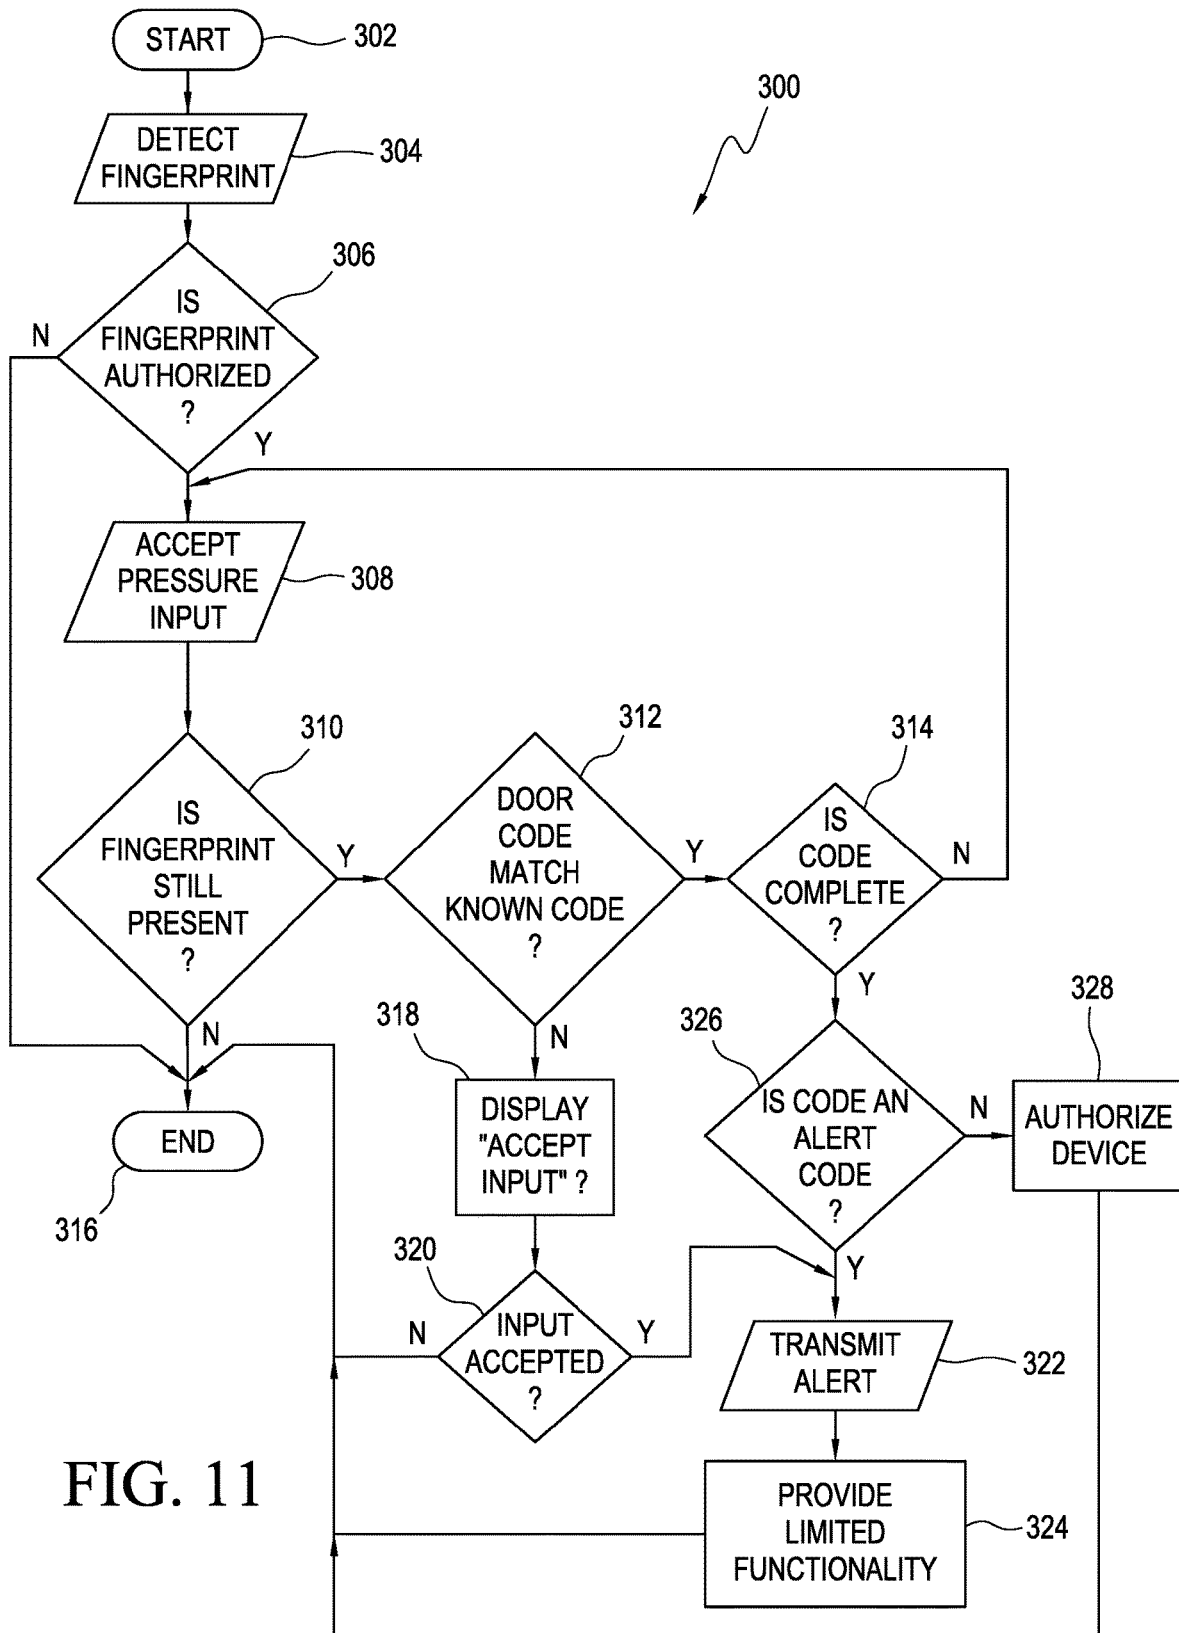 START
302
300
DETECT
FINGERPRINT
304
306
IS
FINGERPRINT
AUTHORIZED
?
N
Y
ACCEPT
PRESSURE
INPUT
308
310
IS
FINGERPRINT
STILL
PRESENT
?
Y
N
312
DOOR
CODE
MATCH
KNOWN CODE
?
Y
N
314
IS
CODE
COMPLETE
?
N
Y
END
316
318
DISPLAY
"ACCEPT
INPUT" ?
326
IS CODE AN
ALERT
CODE
?
N
Y
328
AUTHORIZE
DEVICE
320
INPUT
ACCEPTED
?
N
Y
TRANSMIT
ALERT
322
PROVIDE
LIMITED
FUNCTIONALITY
324
FIG. 11